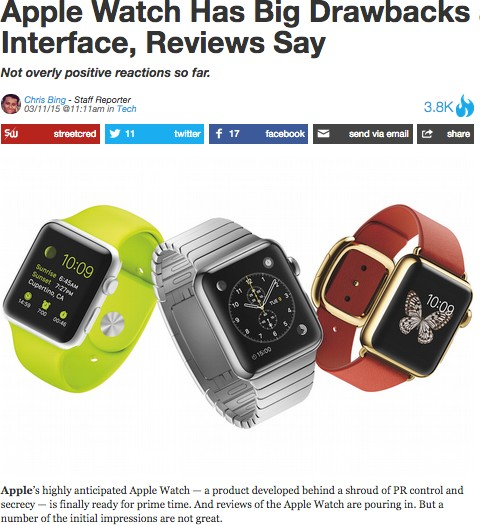 Apple Watch Has Big Drawbacks
Interface, Reviews Say
Not overly positive reactions so far.
Chris Bing - Staff Reporter
03/11/15 @11:11am in Tech
3.8K
streetcred
11 twitter
17 facebook
send via email
share
10:09
Sunrise 6:45AM
Sunset 7:27PM
Cupertino, CA
14:59 7:00 00:46
TUE
15:00
10:09
Apple's highly anticipated Apple Watch — a product developed behind a shroud of PR control and
secrecy — is finally ready for prime time. And reviews of the Apple Watch are pouring in. But a
number of the initial impressions are not great.